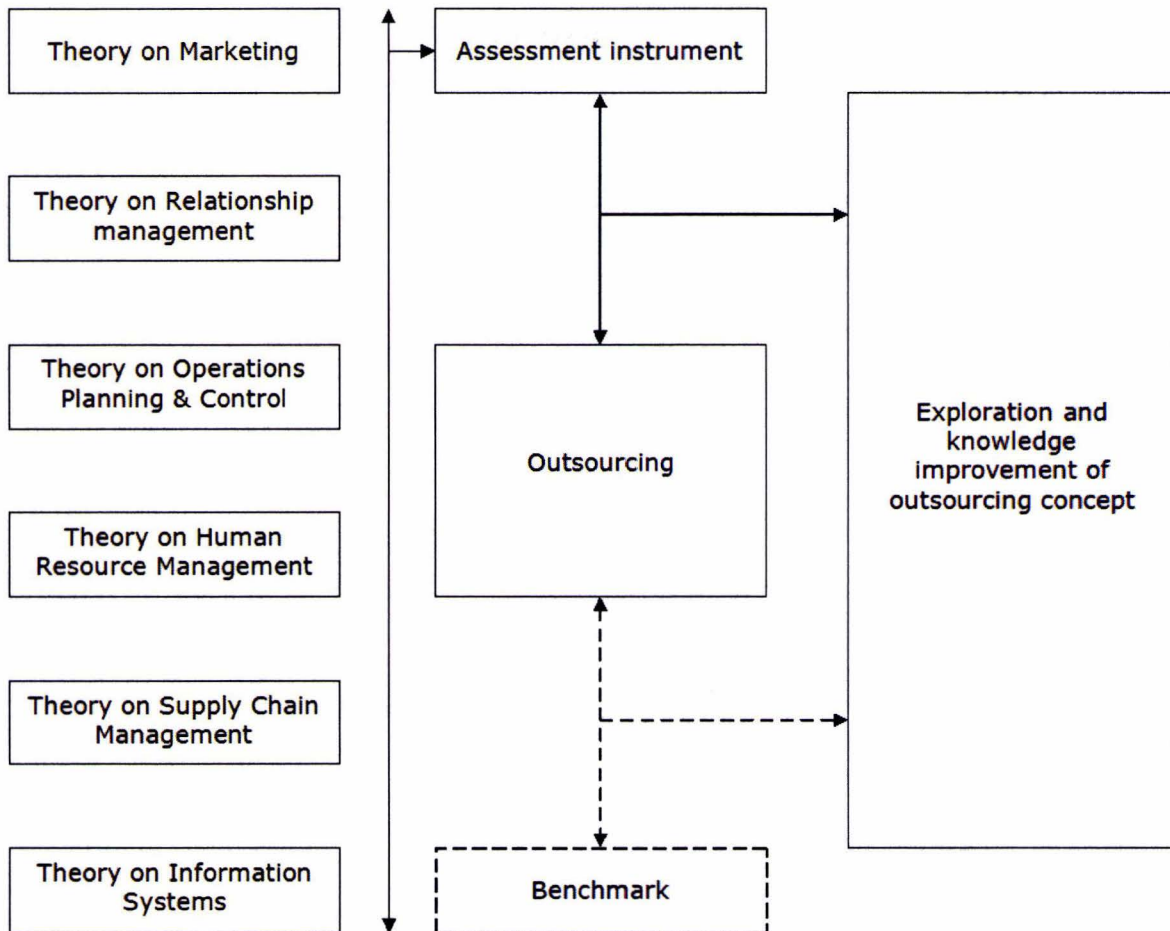 Theory on Marketing
Assessment instrument
Theory on Relationship
management
Theory on Operations
Planning & Control
Outsourcing
Exploration and
knowledge
improvement of
outsourcing concept
Theory on Human
Resource Management
Theory on Supply Chain
Management
Theory on Information
Systems
Benchmark